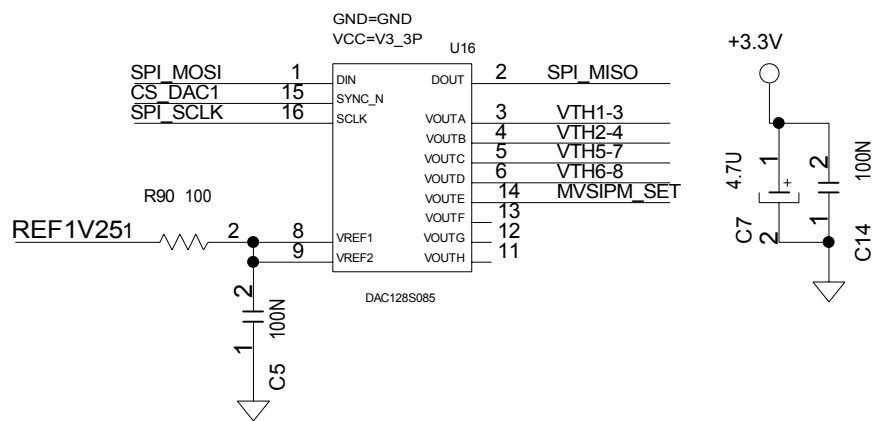 GND=GND
VCC=V3_3P
U16
+3.3V
SPI_MOSI 1 DIN DOUT 2 SPI_MISO
CS_DAC1 15 SYNC_N
SPI_SCLK 16 SCLK VOUTA 3 VTH1-3
VOUTB 4 VTH2-4
VOUTC 5 VTH5-7
VOUTD 6 VTH6-8
VOUTE 14 MVSIPM_SET
R90 100
VOUTF 13
REF1V25 1 2 8 VREF1 VOUTG 12
9 VREF2 VOUTH 11
DAC128S085
2 100N
1 C5
4.7U 1 + 2 100N
C7 2 1 C14